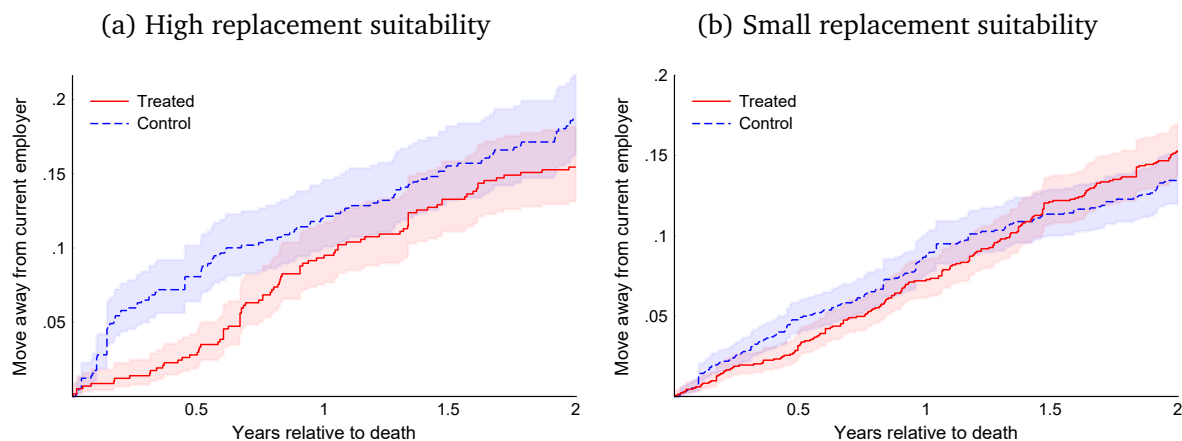 (a) High replacement suitability
Move away from current employer
.2
.15
.1
.05
Treated
Control
0.5
1
1.5
2
Years relative to death
(b) Small replacement suitability
Move away from current employer
.2
.15
.1
.05
Treated
Control
0.5
1
1.5
2
Years relative to death